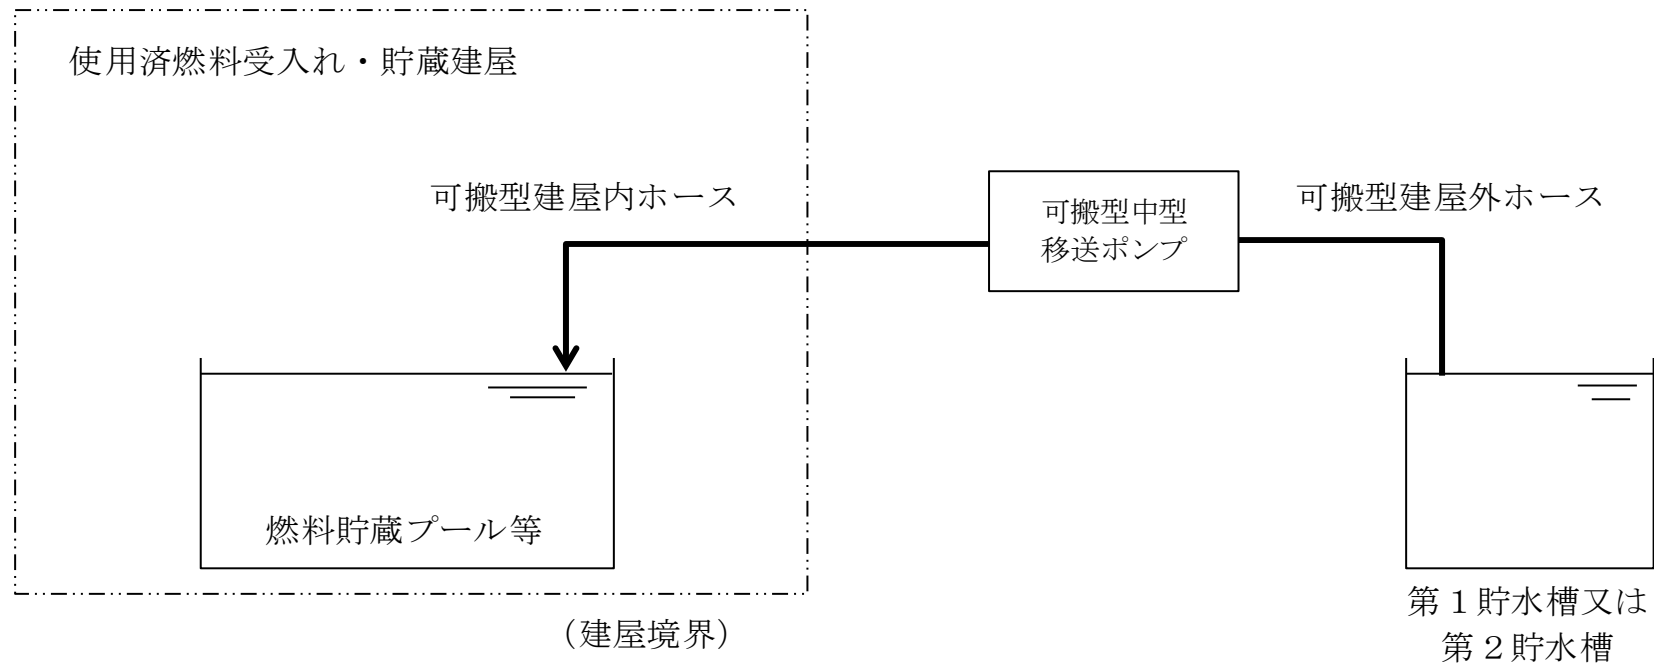 使用済燃料受入れ・貯蔵建屋
可搬型建屋内ホース
可搬型中型
移送ポンプ
可搬型建屋外ホース
燃料貯蔵プール等
（建屋境界）
第１貯水槽又は
第２貯水槽